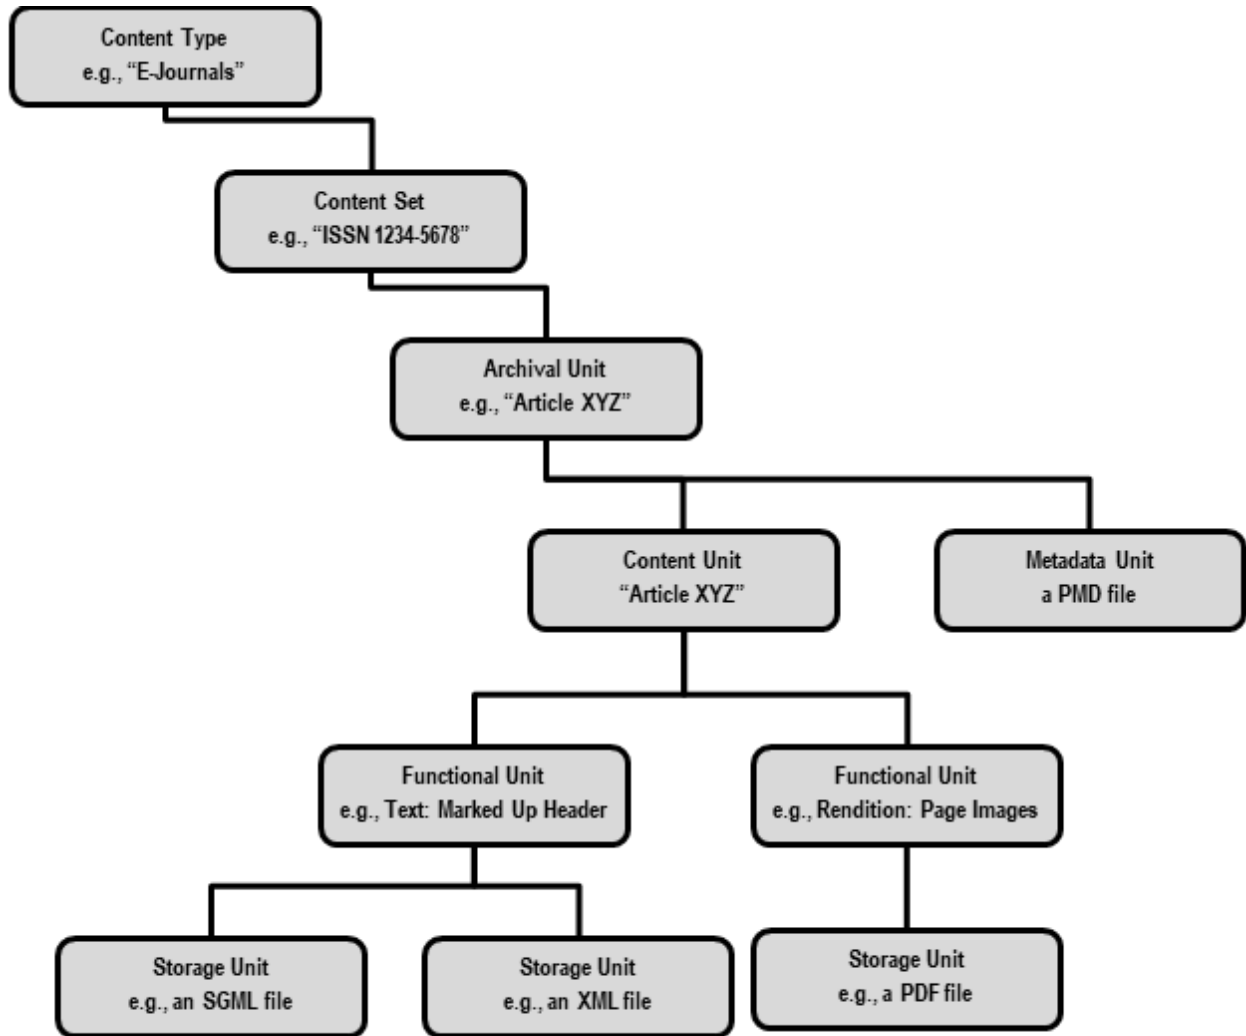 Content Type
e.g., “E-Journals”
Content Set
e.g., “ISSN 1234-5678”
Archival Unit
e.g., “Article XYZ”
Content Unit
“Article XYZ”
Metadata Unit
a PMD file
Functional Unit
e.g., Text: Marked Up Header
Functional Unit
e.g., Rendition: Page Images
Storage Unit
e.g., an SGML file
Storage Unit
e.g., an XML file
Storage Unit
e.g., a PDF file